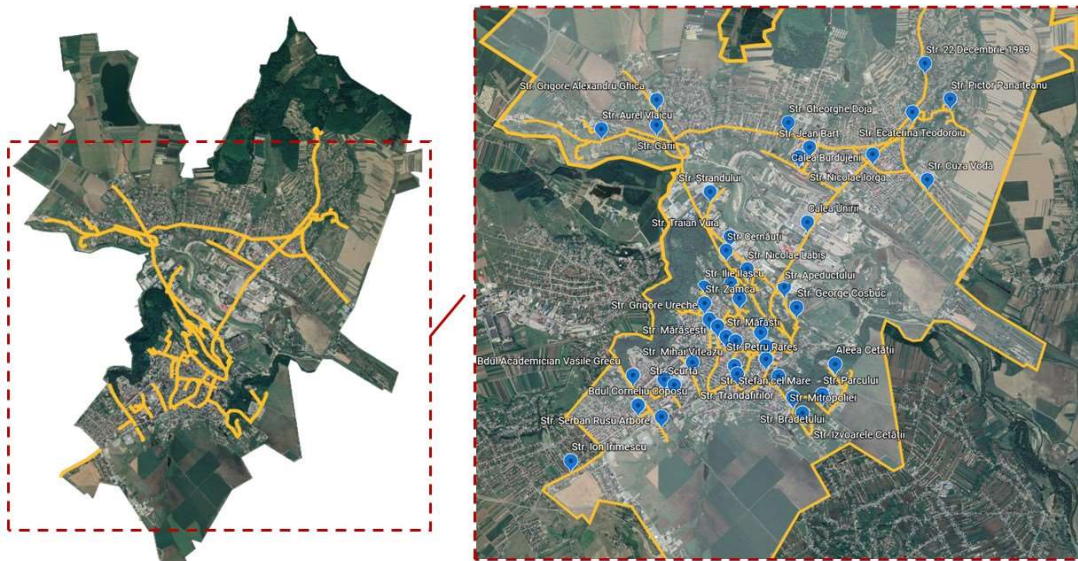 Str. 22 Decembrie 1989
Str. Grigore Alexandru Ghica
Str. Pictor Panaiteanu
Str. Aurel Vlaicu
Str. Gheorghe Doja
Str. Jean Bart
Str. Ecaterina Teodoroiu
Str. Gării
Calea Burdujeni
Str. Nicolae Iorga
Str. Cuza Vodă
Str. Ștrandului
Str. Traian Vuia
Calea Unirii
Str. Cernăuți
Str. Nicolae Labiș
Str. Ilie Ilașcu
Str. Apeductului
Str. Zamca
Str. George Coșbuc
Str. Grigore Ureche
Str. Mărășești
Str. Mărăști
Str. Petru Rareș
Str. Mihai Viteazu
Aleea Cetății
Bdul Academician Vasile Grecu
Str. Scurtă
Str. Ștefan cel Mare
Str. Parcului
Bdul Corneliu Coposu
Str. Trandafirilor
Str. Mitropoliei
Str. Șerban Rusu Arbore
Str. Brădețului
Str. Izvoarele Cetății
Str. Ion Irimescu